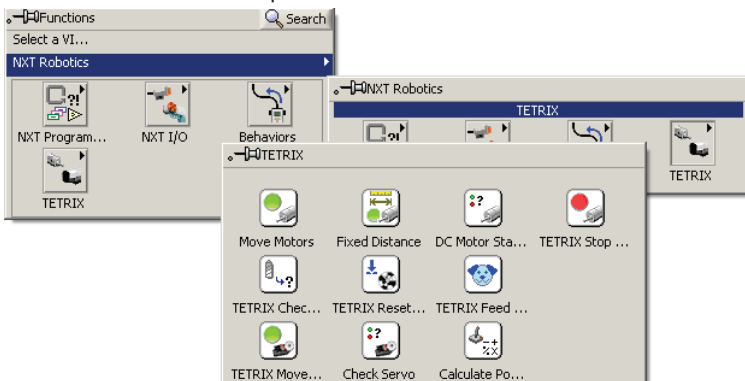 Functions
Search
Select a VI...
NXT Robotics
NXT Program...
NXT I/O
Behaviors
TETRIX
NXT Robotics
TETRIX
TETRIX
TETRIX
Move Motors
Fixed Distance
DC Motor Sta...
TETRIX Stop ...
TETRIX Chec...
TETRIX Reset...
TETRIX Feed ...
TETRIX Move...
Check Servo
Calculate Po...